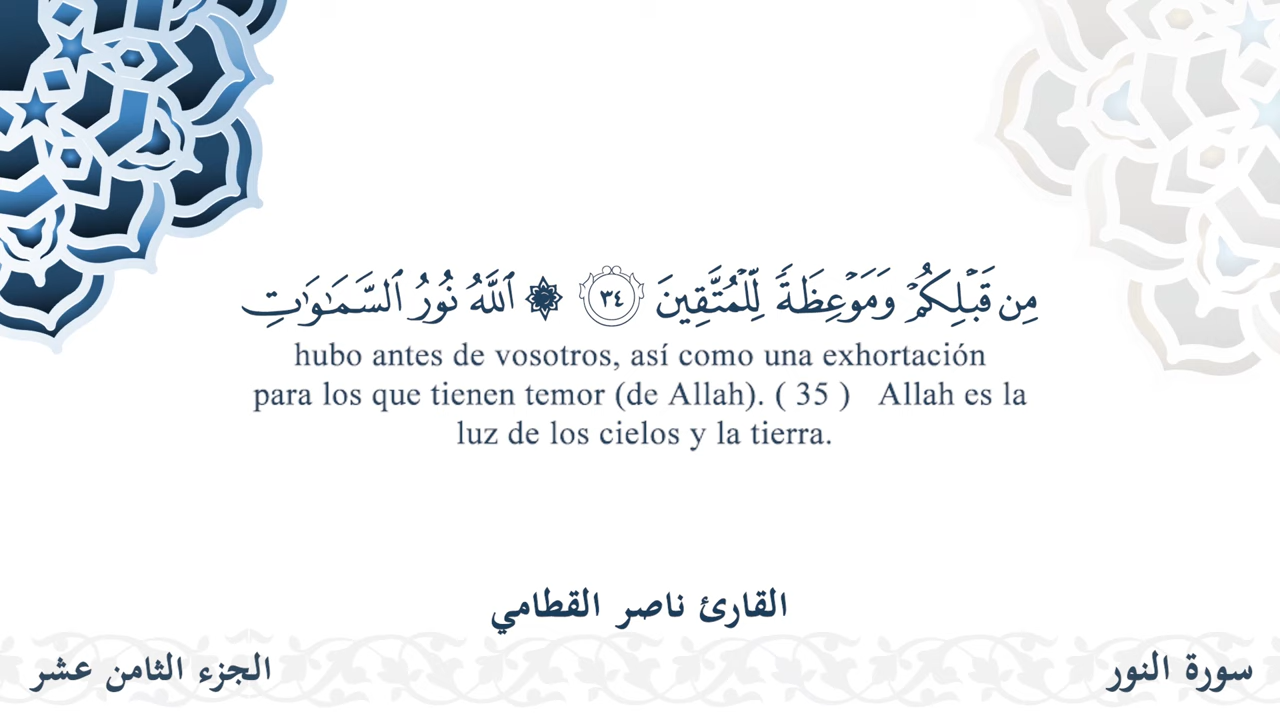 مِن قَبْلِكُمْ وَمَوْعِظَةً لِّلْمُتَّقِينَ ٣٤ ۞ ٱللَّهُ نُورُ ٱلسَّمَـٰوَٰتِ
hubo antes de vosotros, así como una exhortación
para los que tienen temor (de Allah). ( 35 ) Allah es la
luz de los cielos y la tierra.
القارئ ناصر القطامي
سورة النور
الجزء الثامن عشر